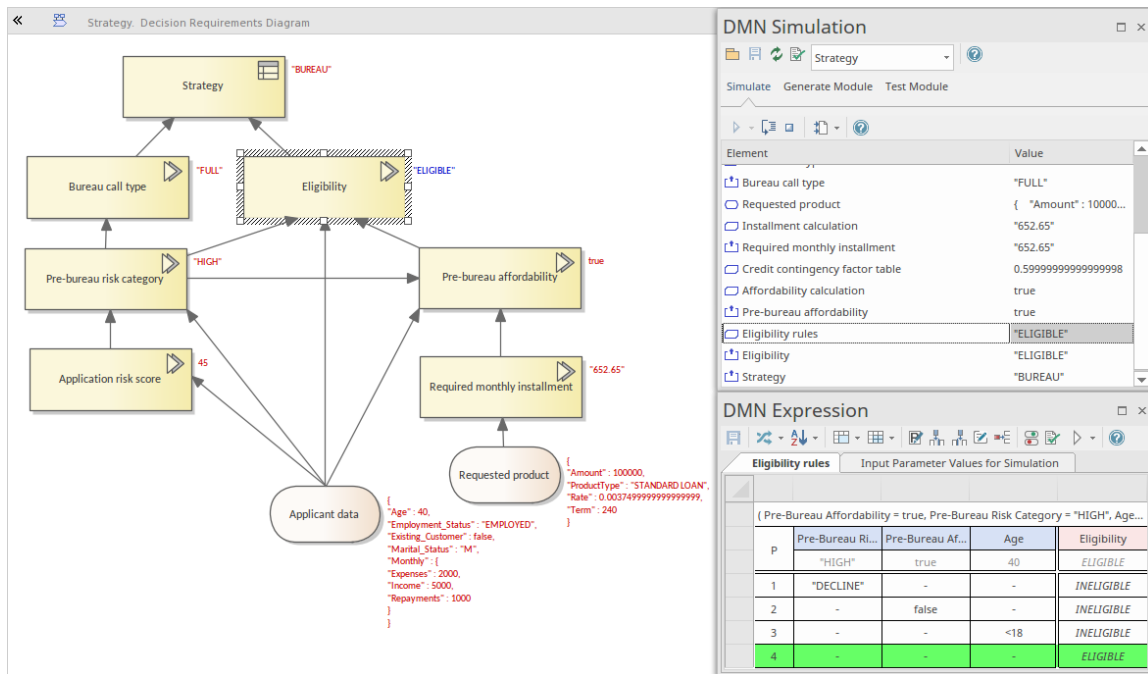 «
Strategy. Decision Requirements Diagram
Strategy
"BUREAU"
Bureau call type
"FULL"
Eligibility
"ELIGIBLE"
Pre-bureau risk category
"HIGH"
Pre-bureau affordability
true
Application risk score
45
Required monthly installment
"652.65"
Requested product
{
"Amount" : 100000,
"ProductType" : "STANDARD LOAN",
"Rate" : 0.0037499999999999999,
"Term" : 240
}
Applicant data
{
"Age" : 40,
"Employment_Status" : "EMPLOYED",
"Existing_Customer" : false,
"Marital_Status" : "M",
"Monthly" : {
"Expenses" : 2000,
"Income" : 5000,
"Repayments" : 1000
}
}
DMN Simulation
Strategy
Simulate Generate Module Test Module
Element Value
Bureau call type "FULL"
Requested product { "Amount" : 10000...
Installment calculation "652.65"
Required monthly installment "652.65"
Credit contingency factor table 0.59999999999999998
Affordability calculation true
Pre-bureau affordability true
Eligibility rules "ELIGIBLE"
Eligibility "ELIGIBLE"
Strategy "BUREAU"
DMN Expression
Eligibility rules Input Parameter Values for Simulation
( Pre-Bureau Affordability = true, Pre-Bureau Risk Category = "HIGH", Age...
P Pre-Bureau Ri... Pre-Bureau Af... Age Eligibility
"HIGH" true 40 ELIGIBLE
1 "DECLINE" - - INELIGIBLE
2 - false - INELIGIBLE
3 - - <18 INELIGIBLE
4 - - - ELIGIBLE